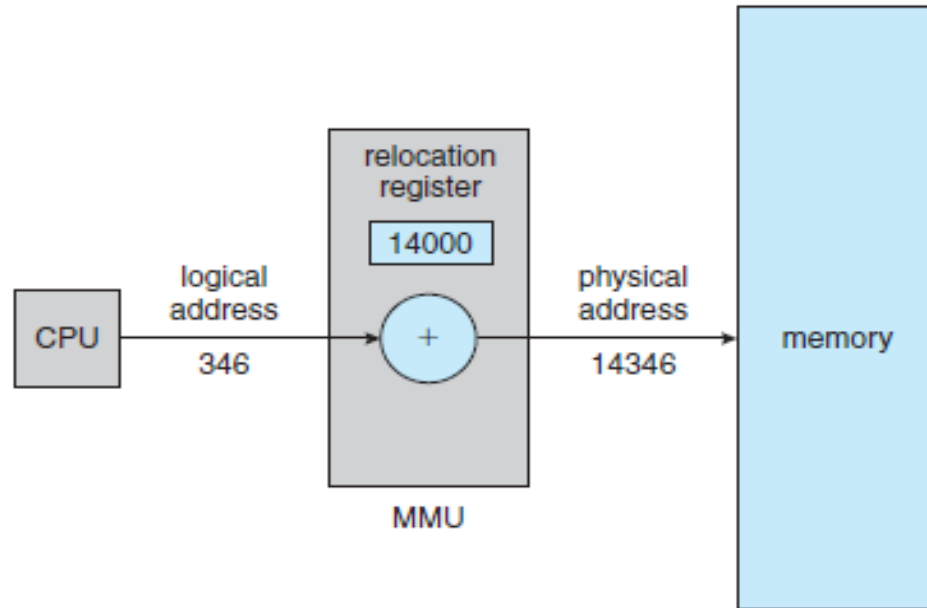 relocation
register
14000
logical
address
physical
address
CPU
+
memory
346
14346
MMU